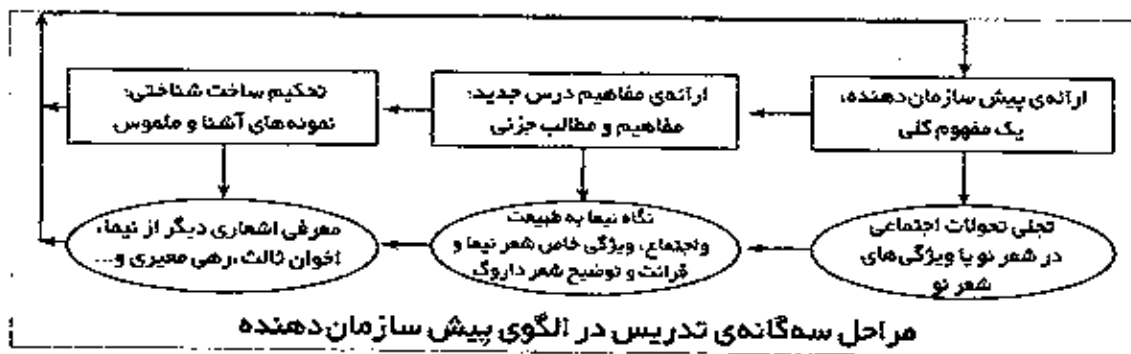 ارائه‌ی پیش سازمان‌دهنده،
یک مفهوم کلی
ارائه‌ی مفاهیم درس جدید:
مفاهیم و مطالب جزئی
تحکیم ساخت شناختی:
نمونه‌های آشنا و ملموس
تجلی تحولات اجتماعی
در شعر نو یا ویژگی‌های
شعر نو
نگاه نیما به طبیعت
واجتماع، ویژگی خاص شعر نیما و
قرائت و توضیح شعر داروگ
معرفی اشعاری دیگر از نیما،
اخوان ثالث، رهی معیری و...
مراحل سه‌گانه‌ی تدریس در الگوی پیش سازمان‌دهنده